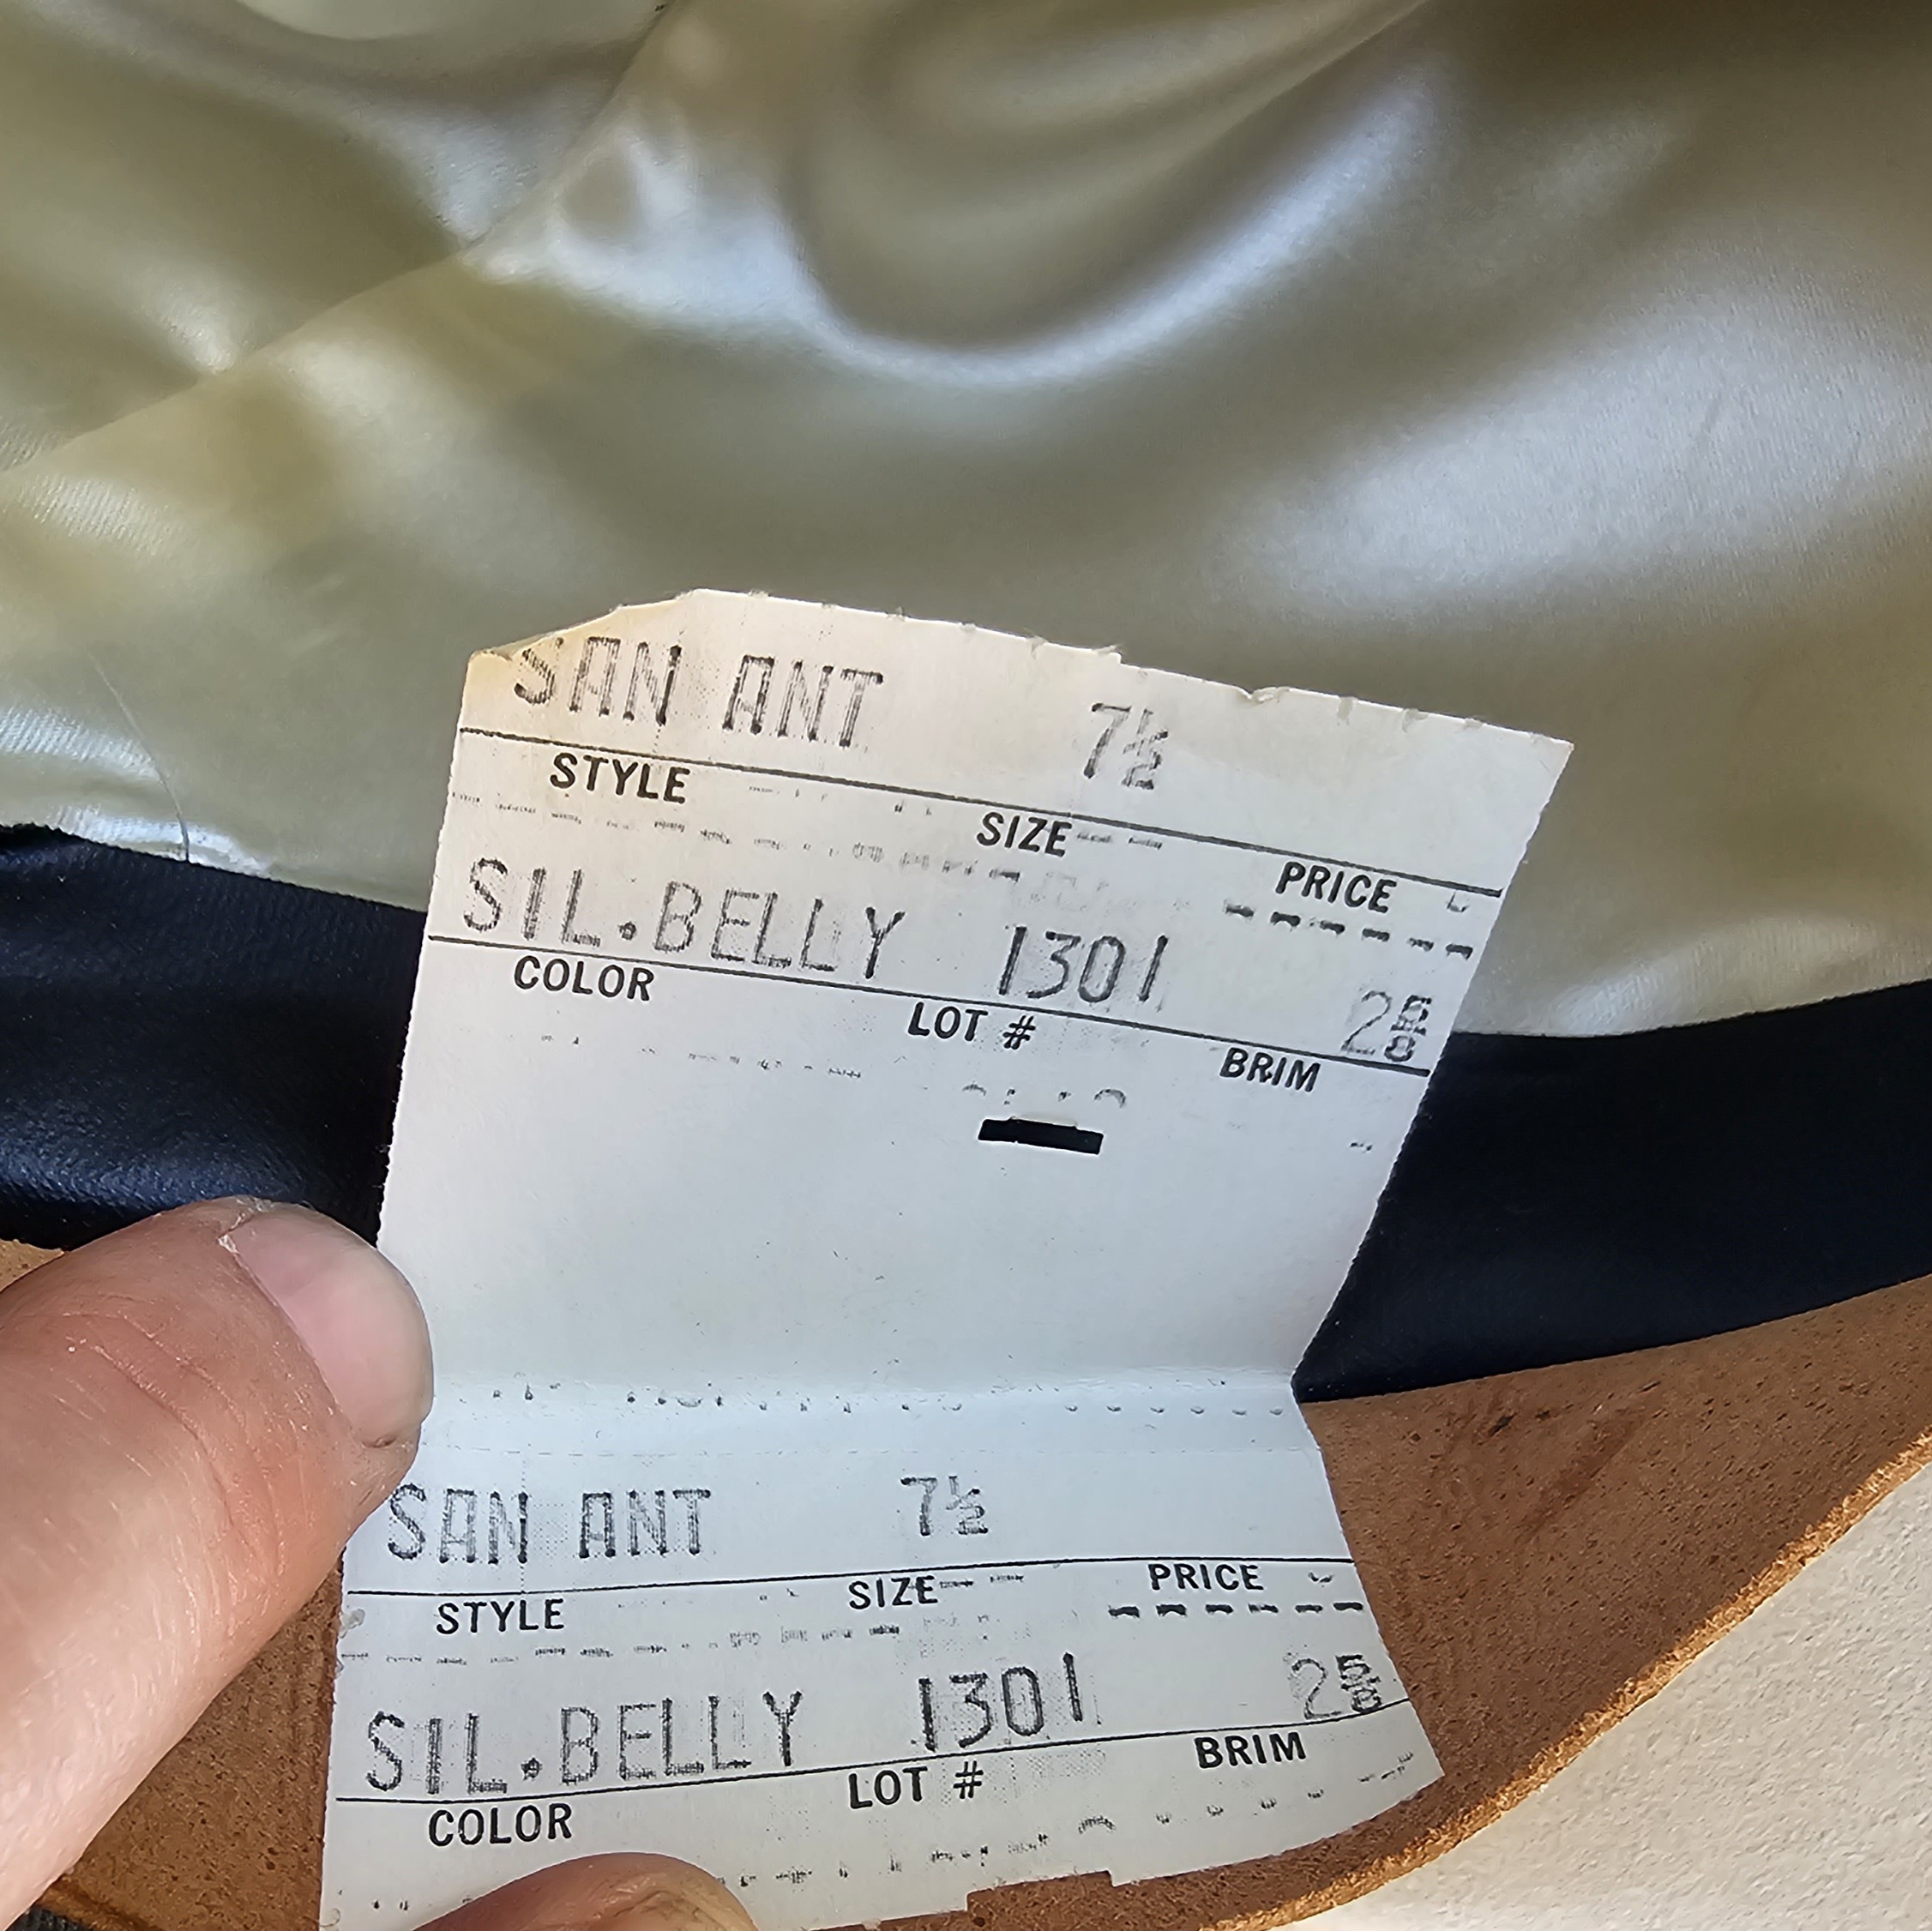 SAN ANT 7½
STYLE SIZE PRICE
SIL.BELLY 1301 2⅝
COLOR LOT # BRIM
SAN ANT 7½
STYLE SIZE PRICE
SIL.BELLY 1301 2⅝
COLOR LOT # BRIM